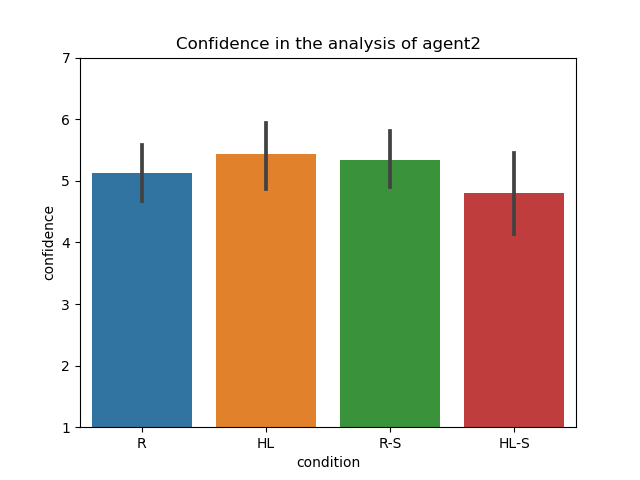 Confidence in the analysis of agent2
7
6
5
4
3
2
1
confidence
R HL R-S HL-S
condition